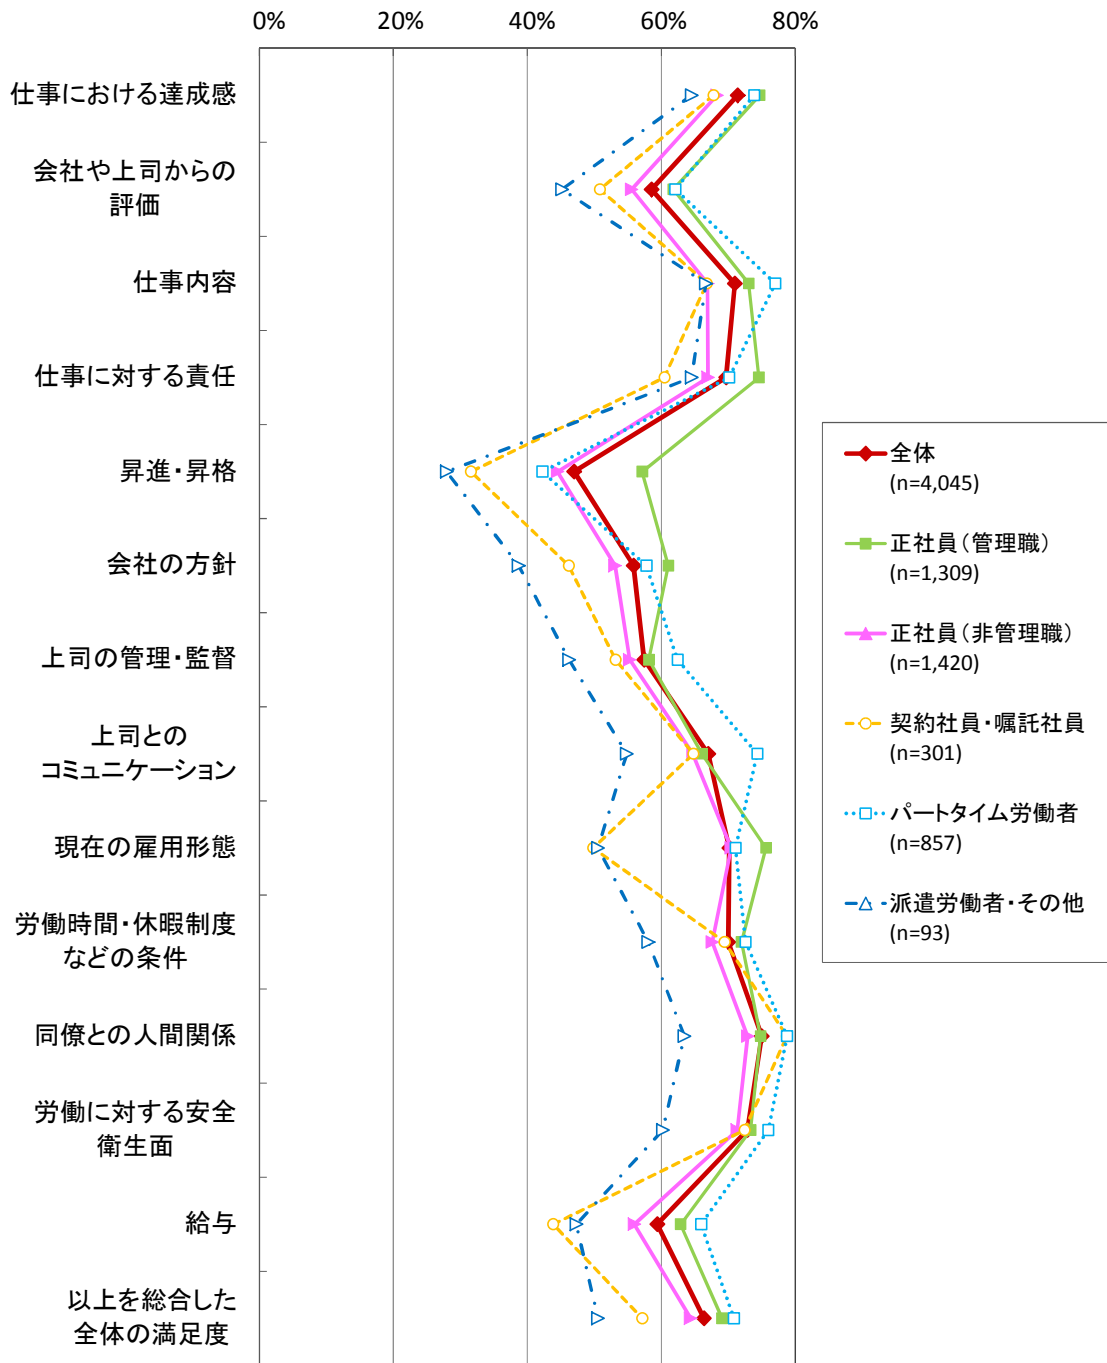 0% 20% 40% 60% 80%
仕事における達成感
会社や上司からの
評価
仕事内容
仕事に対する責任
昇進・昇格
会社の方針
上司の管理・監督
上司との
コミュニケーション
現在の雇用形態
労働時間・休暇制度
などの条件
同僚との人間関係
労働に対する安全
衛生面
給与
以上を総合した
全体の満足度
全体
(n=4,045)
正社員(管理職)
(n=1,309)
正社員(非管理職)
(n=1,420)
契約社員・嘱託社員
(n=301)
パートタイム労働者
(n=857)
派遣労働者・その他
(n=93)